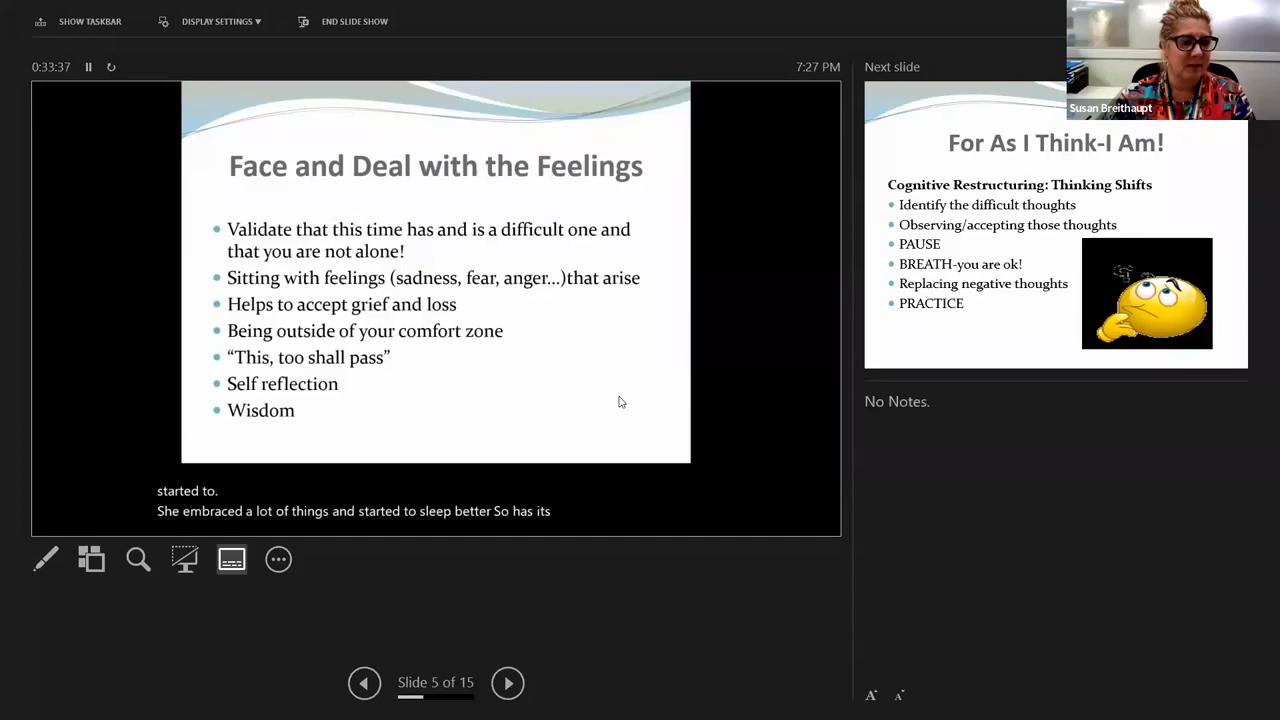 SHOW TASKBAR
DISPLAY SETTINGS ▼
END SLIDE SHOW
0:33:37
7:27 PM
Face and Deal with the Feelings
• Validate that this time has and is a difficult one and
that you are not alone!
• Sitting with feelings (sadness, fear, anger...)that arise
• Helps to accept grief and loss
• Being outside of your comfort zone
• “This, too shall pass”
• Self reflection
• Wisdom
started to.
She embraced a lot of things and started to sleep better So has its
Slide 5 of 15
Next slide
Susan Breithaupt
For As I Think-I Am!
Cognitive Restructuring: Thinking Shifts
• Identify the difficult thoughts
• Observing/accepting those thoughts
• PAUSE
• BREATH-you are ok!
• Replacing negative thoughts
• PRACTICE
No Notes.
A A